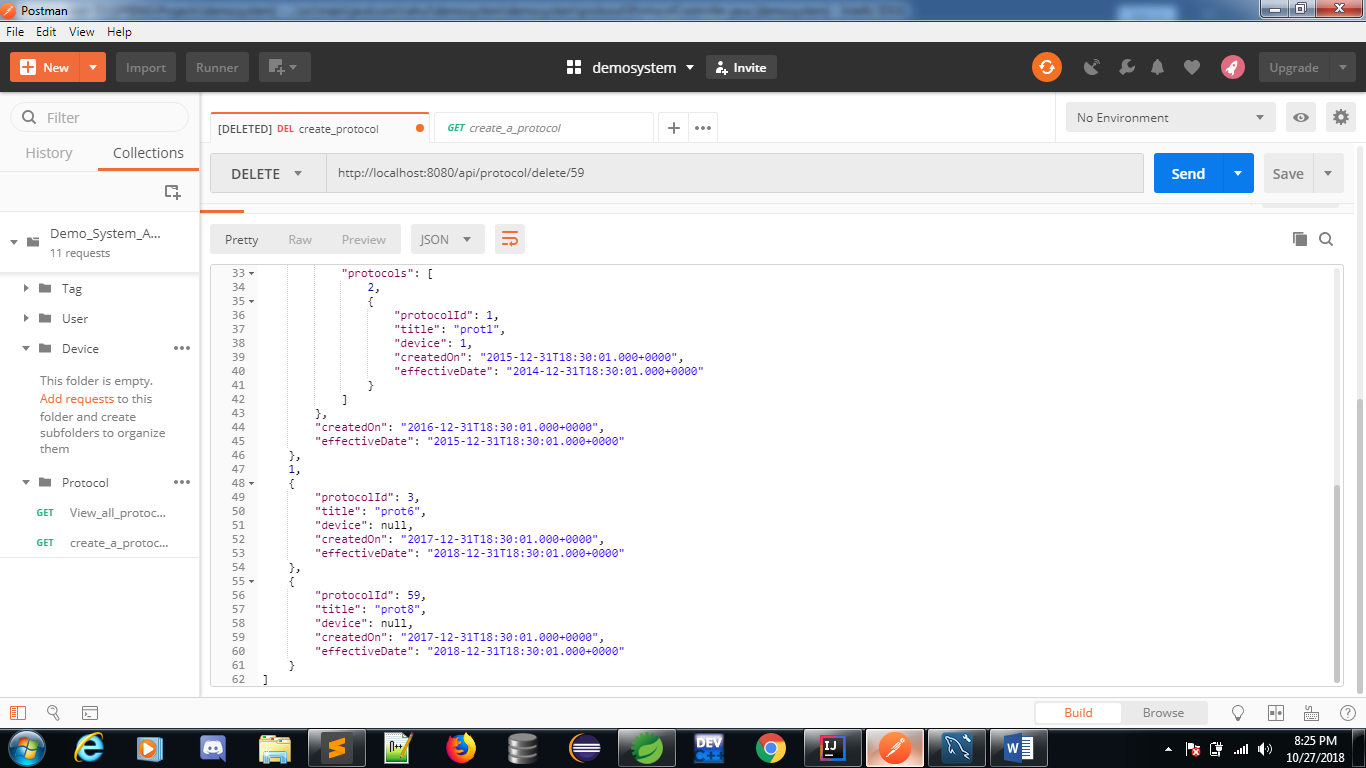 Postman
File Edit View Help
New Import Runner demosystem Invite Upgrade
Filter
History Collections
Demo_System_A...
11 requests
Tag
User
Device
This folder is empty.
Add requests to this
folder and create
subfolders to organize
them
Protocol
GET View_all_protoc...
GET create_a_protoc...
[DELETED] DEL create_protocol
GET create_a_protocol
No Environment
DELETE http://localhost:8080/api/protocol/delete/59 Send Save
Pretty Raw Preview JSON
33 "protocols": [
34 2,
35 {
36 "protocolId": 1,
37 "title": "prot1",
38 "device": 1,
39 "createdOn": "2015-12-31T18:30:01.000+0000",
40 "effectiveDate": "2014-12-31T18:30:01.000+0000"
41 }
42 ]
43 },
44 "createdOn": "2016-12-31T18:30:01.000+0000",
45 "effectiveDate": "2015-12-31T18:30:01.000+0000"
46 },
47 1,
48 {
49 "protocolId": 3,
50 "title": "prot6",
51 "device": null,
52 "createdOn": "2017-12-31T18:30:01.000+0000",
53 "effectiveDate": "2018-12-31T18:30:01.000+0000"
54 },
55 {
56 "protocolId": 59,
57 "title": "prot8",
58 "device": null,
59 "createdOn": "2017-12-31T18:30:01.000+0000",
60 "effectiveDate": "2018-12-31T18:30:01.000+0000"
61 }
62 ]
Build Browse
8:25 PM
10/27/2018